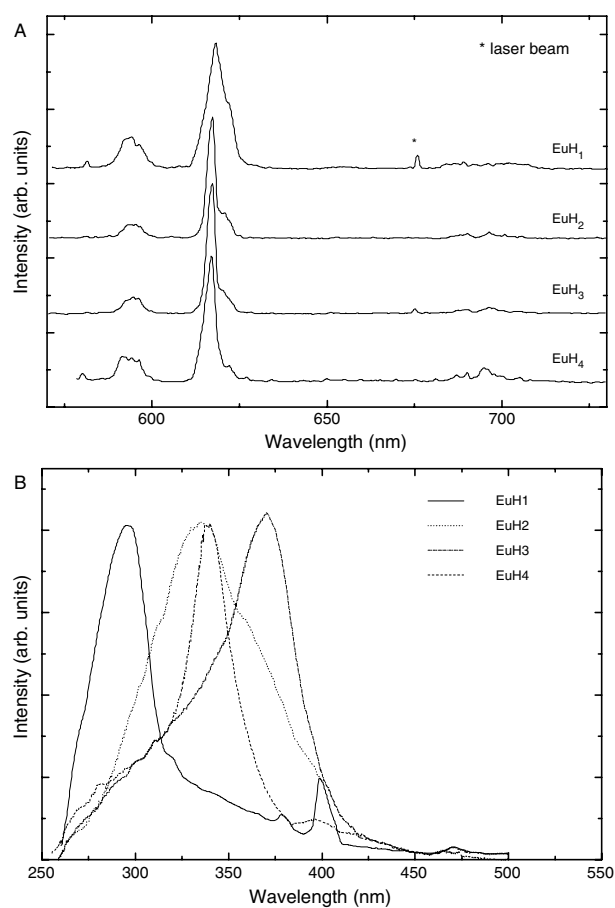 A
* laser beam
*
EuH₁
EuH₂
EuH₃
EuH₄
Intensity (arb. units)
600 650 700
Wavelength (nm)
B
EuH1
EuH2
EuH3
EuH4
Intensity (arb. units)
250 300 350 400 450 500 550
Wavelength (nm)